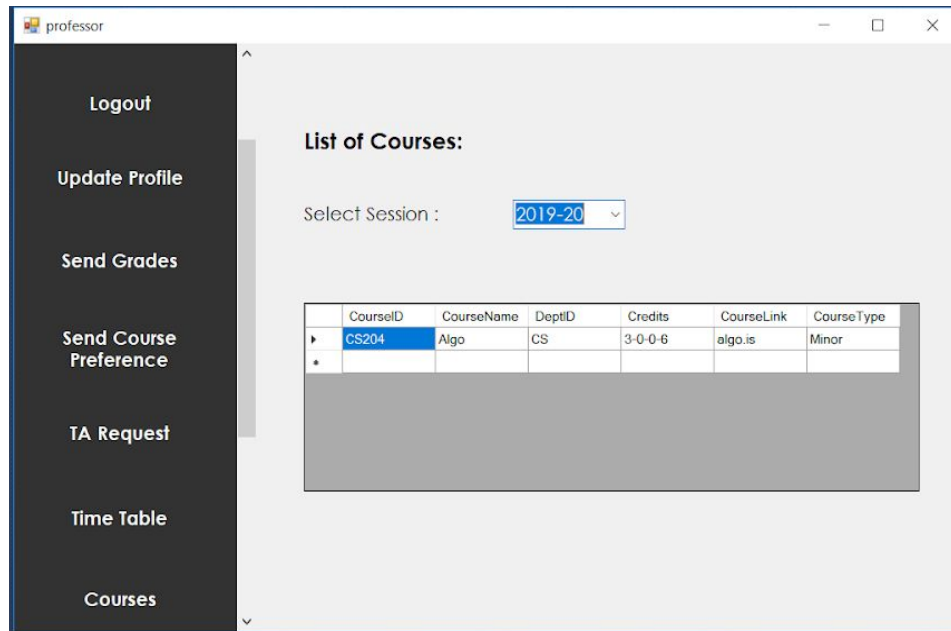 professor
Logout
Update Profile
Send Grades
Send Course
Preference
TA Request
Time Table
Courses
List of Courses:
Select Session :
2019-20
CourseID CourseName DeptID Credits CourseLink CourseType
CS204 Algo CS 3-0-0-6 algo.is Minor